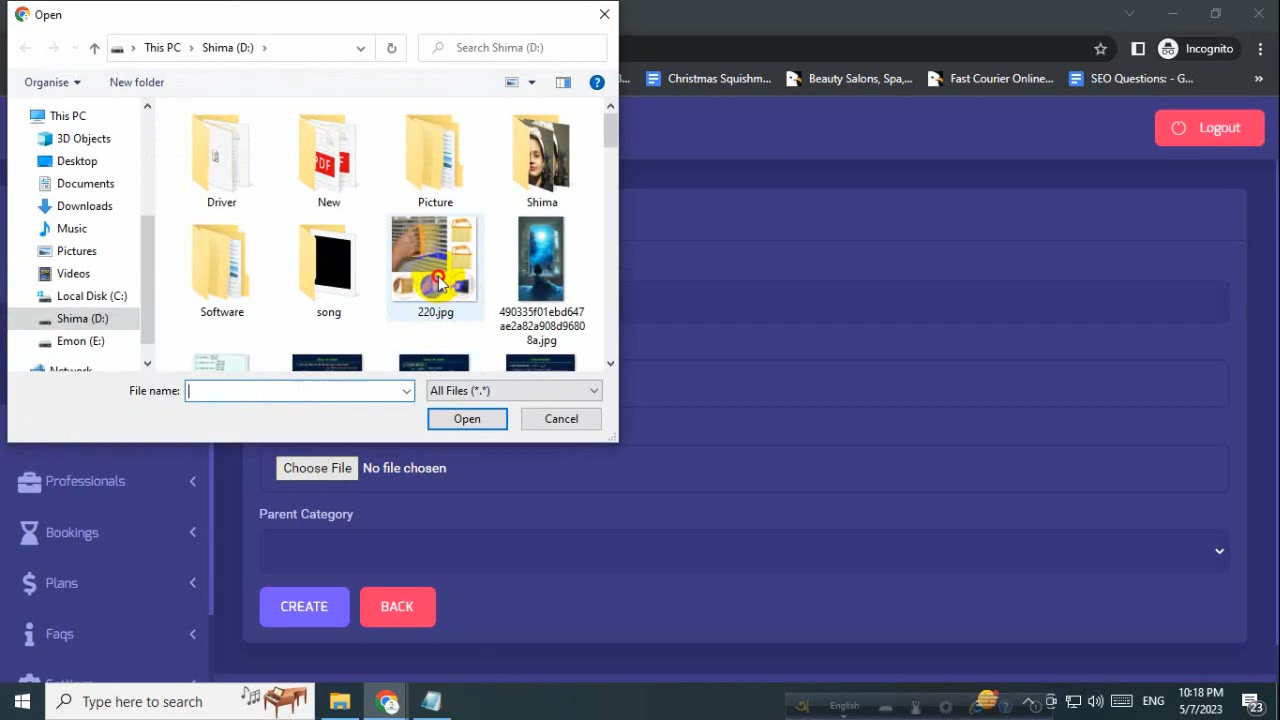 Open
This PC
Shima (D:)
Search Shima (D:)
Incognito
Organise
New folder
Christmas Squirrem...
Beauty Salons, Spa,...
Fast Courier Online...
SEO Questions: - G...
»
This PC
3D Objects
Desktop
Documents
Downloads
Music
Pictures
Videos
Local Disk (C:)
Shima (D:)
Emon (E:)
Network
PDF
Driver
New
Picture
Shima
Software
song
220.jpg
490335f01ebd647
ae2a82a908d9680
8a.jpg
Logout
File name:
All Files (*.*)
Open
Cancel
Choose File No file chosen
Parent Category
CREATE
BACK
Professionals
Bookings
Plans
Faqs
Type here to search
English
ENG
10:18 PM
5/7/2023
23